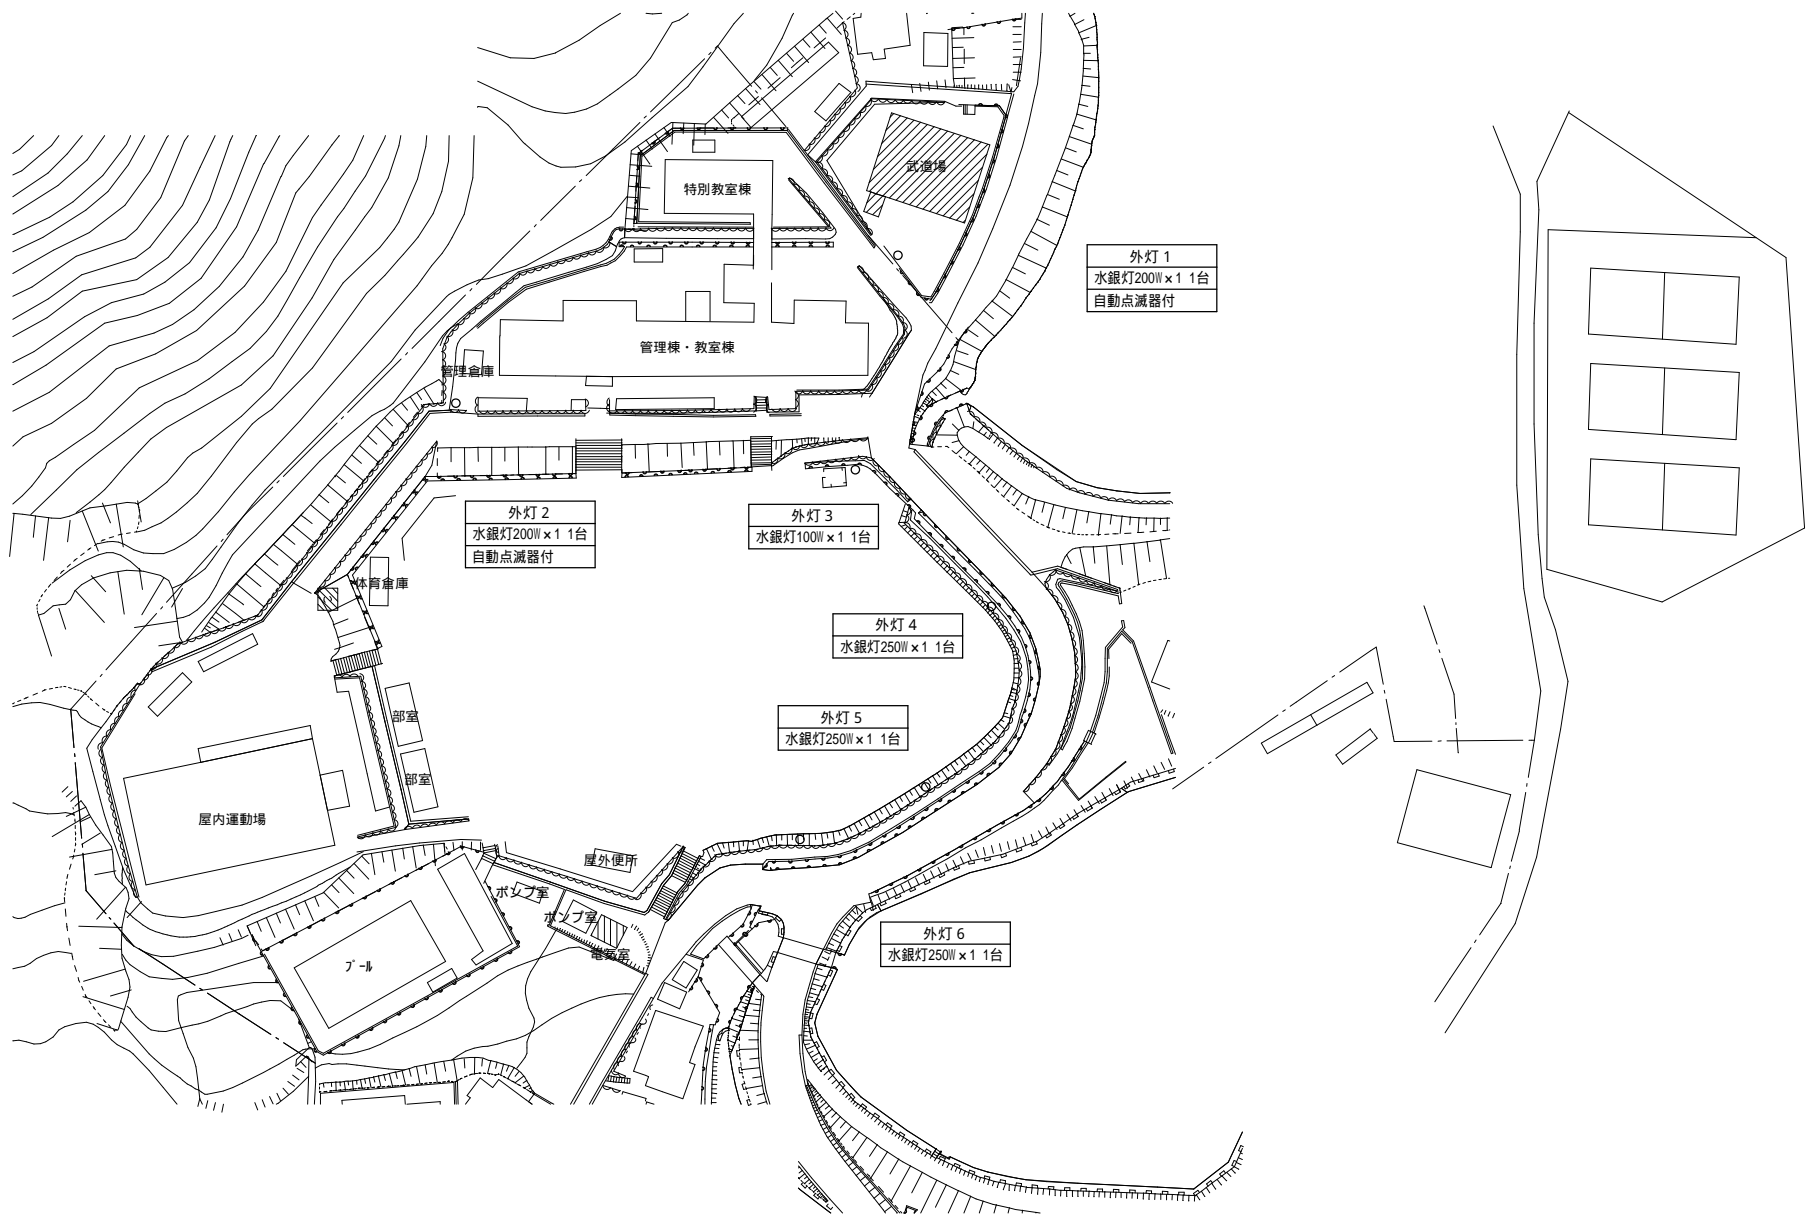 武道場
特別教室棟
外灯1
水銀灯200W×1 1台
自動点滅器付
管理棟・教室棟
管理倉庫
外灯2
水銀灯200W×1 1台
自動点滅器付
外灯3
水銀灯100W×1 1台
体育倉庫
外灯4
水銀灯250W×1 1台
部室
外灯5
水銀灯250W×1 1台
部室
屋内運動場
屋外便所
ポンプ室
ポンプ室
電気室
外灯6
水銀灯250W×1 1台
プール